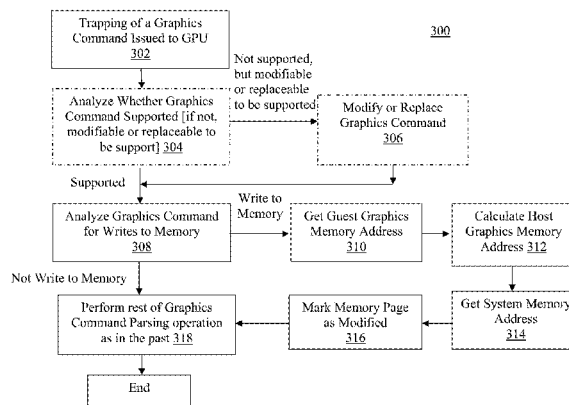 Trapping of a Graphics
Command Issued to GPU
302
300
Not supported,
but modifiable
or replaceable
to be supported
Analyze Whether Graphics
Command Supported [if not,
modifiable or replaceable to
be support] 304
Modify or Replace
Graphics Command
306
Supported
Analyze Graphics Command
for Writes to Memory
308
Write to
Memory
Get Guest Graphics
Memory Address
310
Calculate Host
Graphics Memory
Address 312
Not Write to Memory
Perform rest of Graphics
Command Parsing operation
as in the past 318
Mark Memory Page
as Modified
316
Get System Memory
Address
314
End